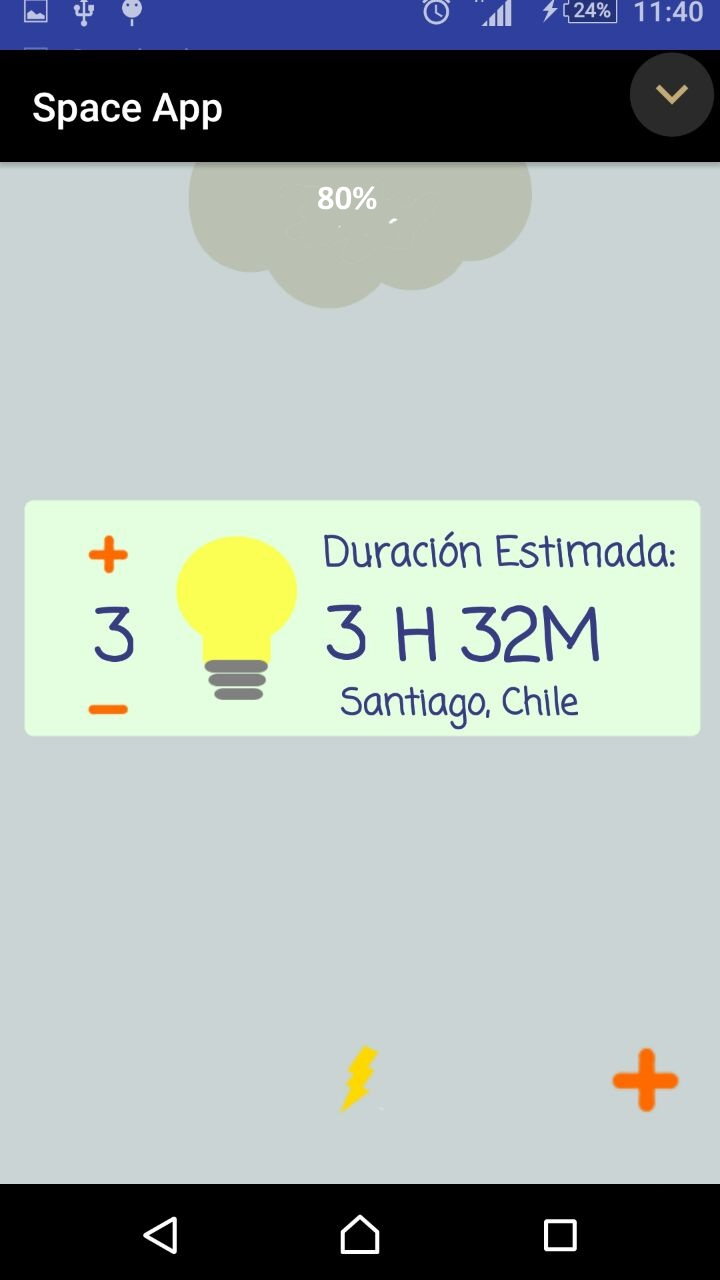 24% 11:40
Space App
80%
3
Duración Estimada:
3 H 32M
Santiago, Chile